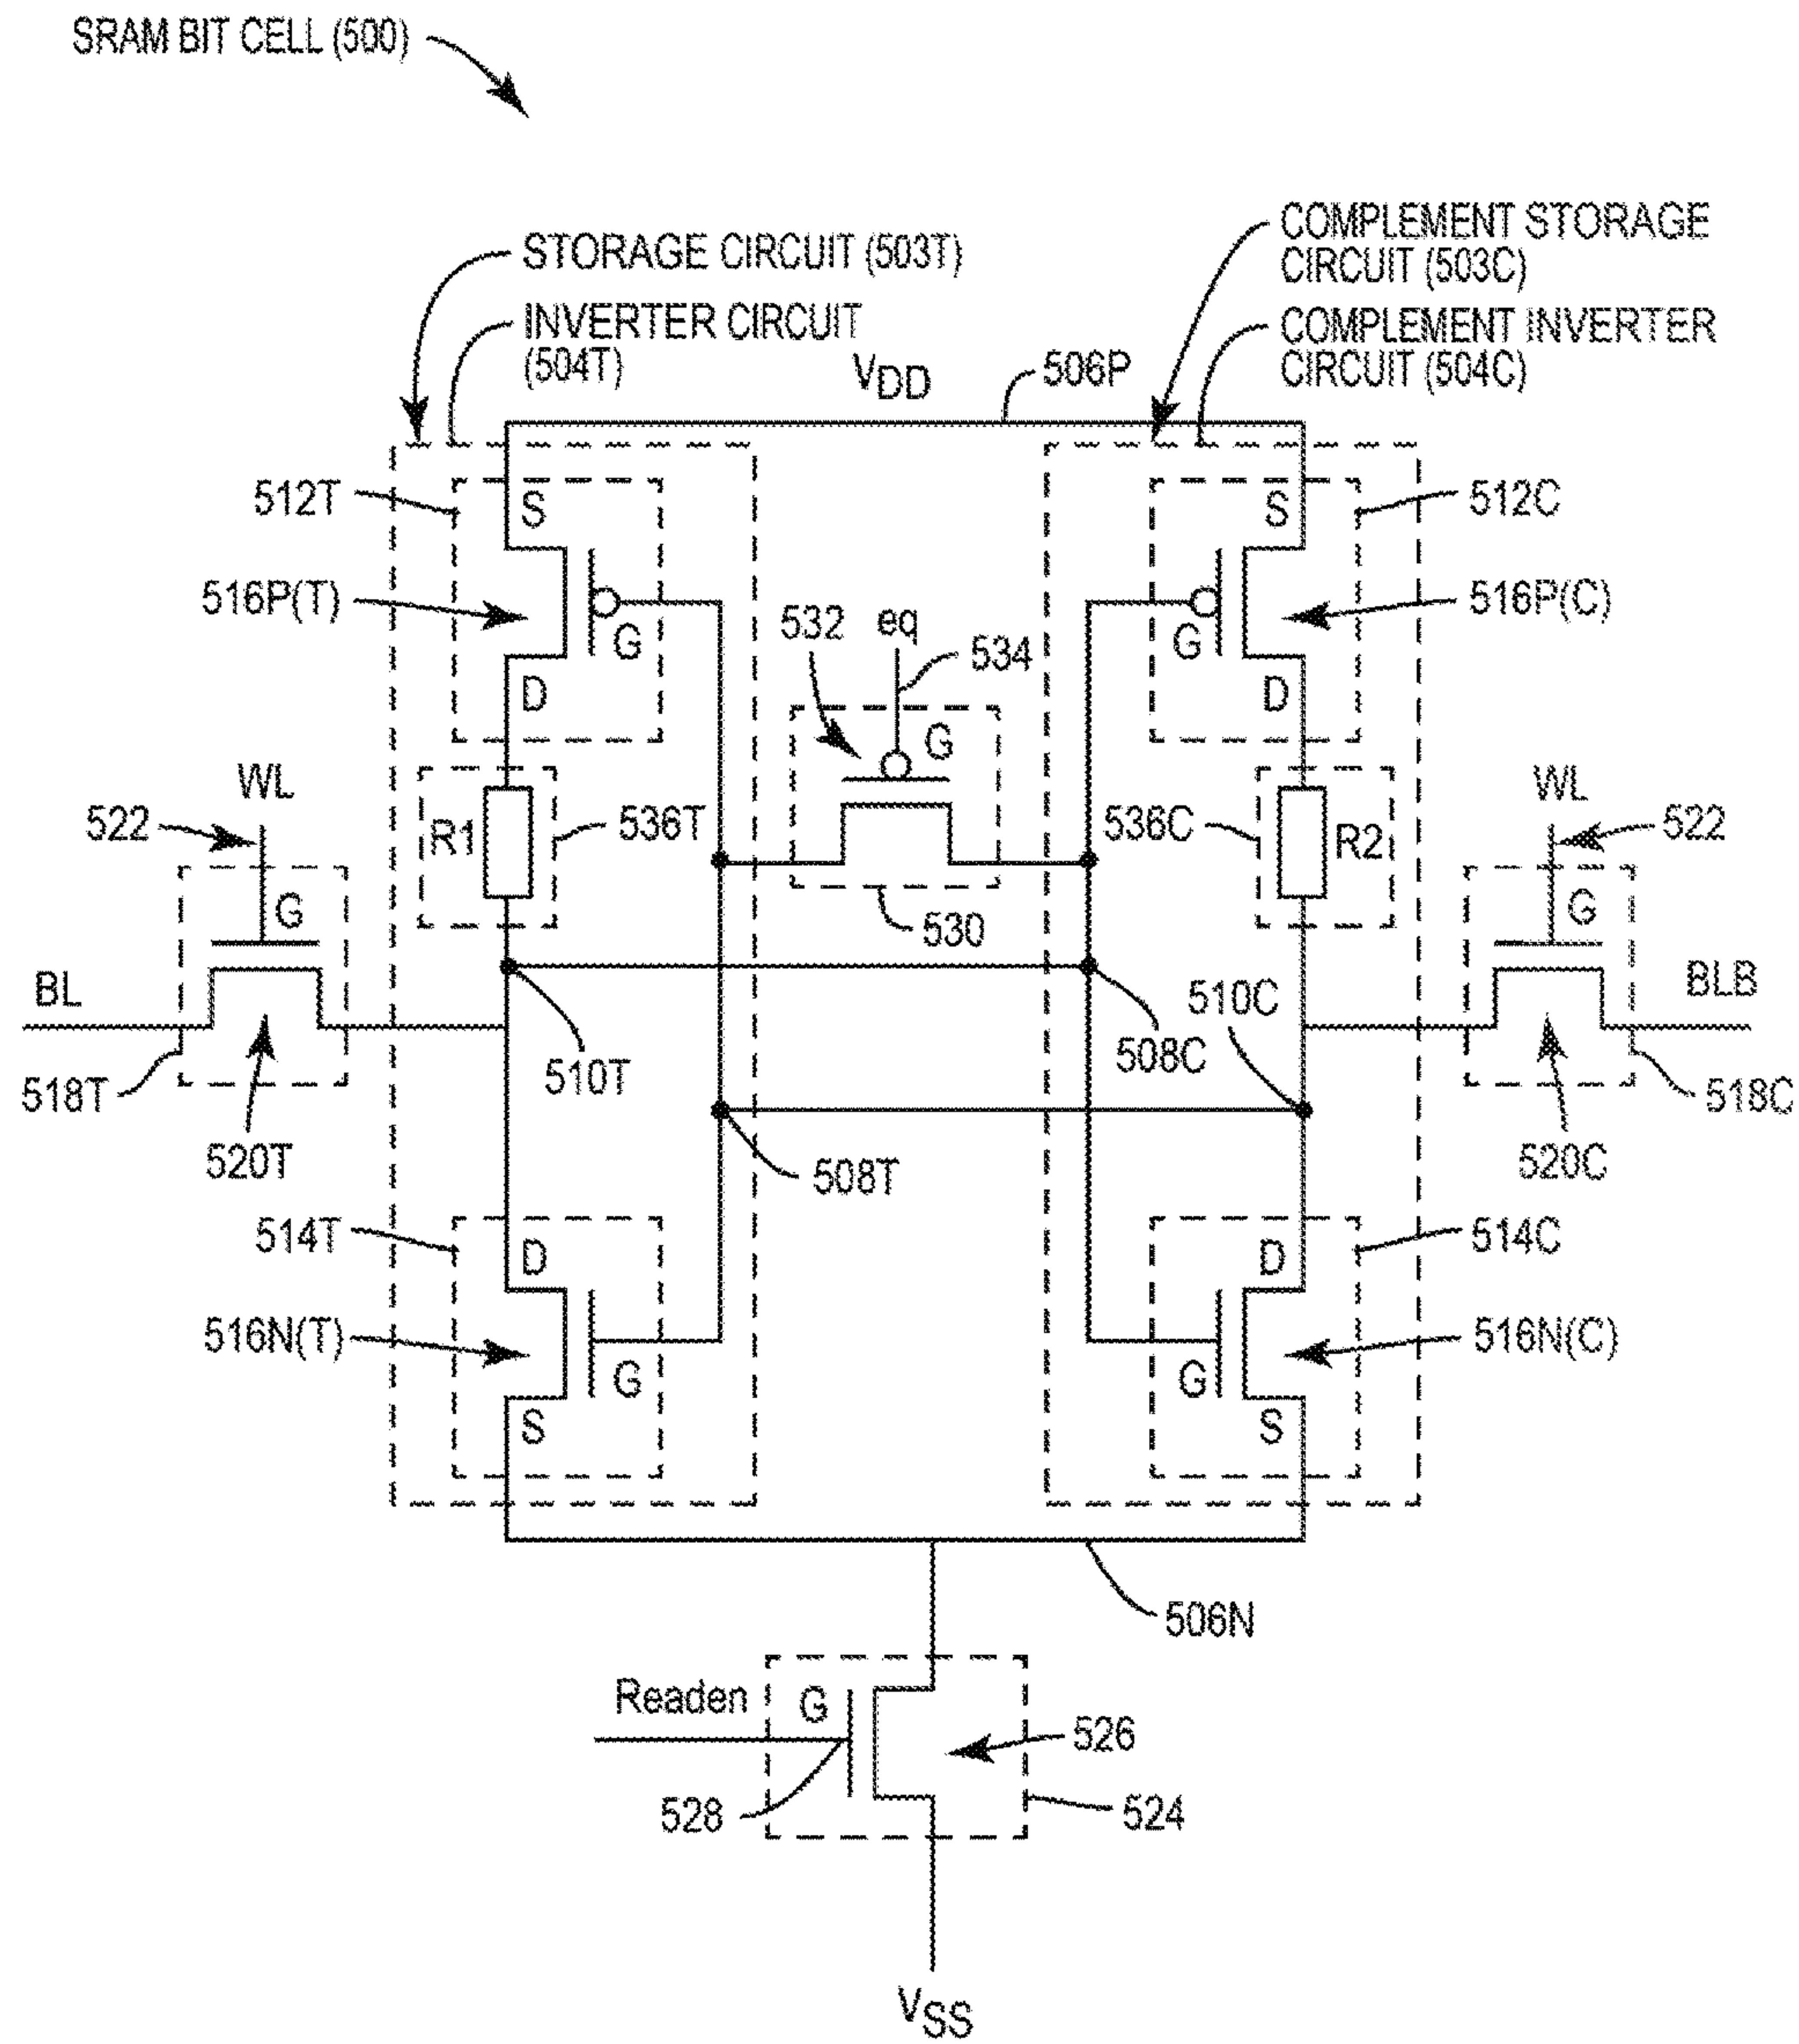 SRAM BIT CELL (500)
COMPLEMENT STORAGE
CIRCUIT (503C)
STORAGE CIRCUIT (503T)
INVERTER CIRCUIT
(504T)
COMPLEMENT INVERTER
CIRCUIT (504C)
VDD
506P
512T
S
S
512C
516P(T)
G
532
eq
534
G
516P(C)
D
G
D
WL
522
R1
536T
536C
R2
WL
522
G
530
G
BL
510C
BLB
518T
510T
508C
518C
520T
508T
520C
514T
D
D
514C
516N(T)
G
G
516N(C)
S
S
506N
Readen
G
526
528
524
VSS